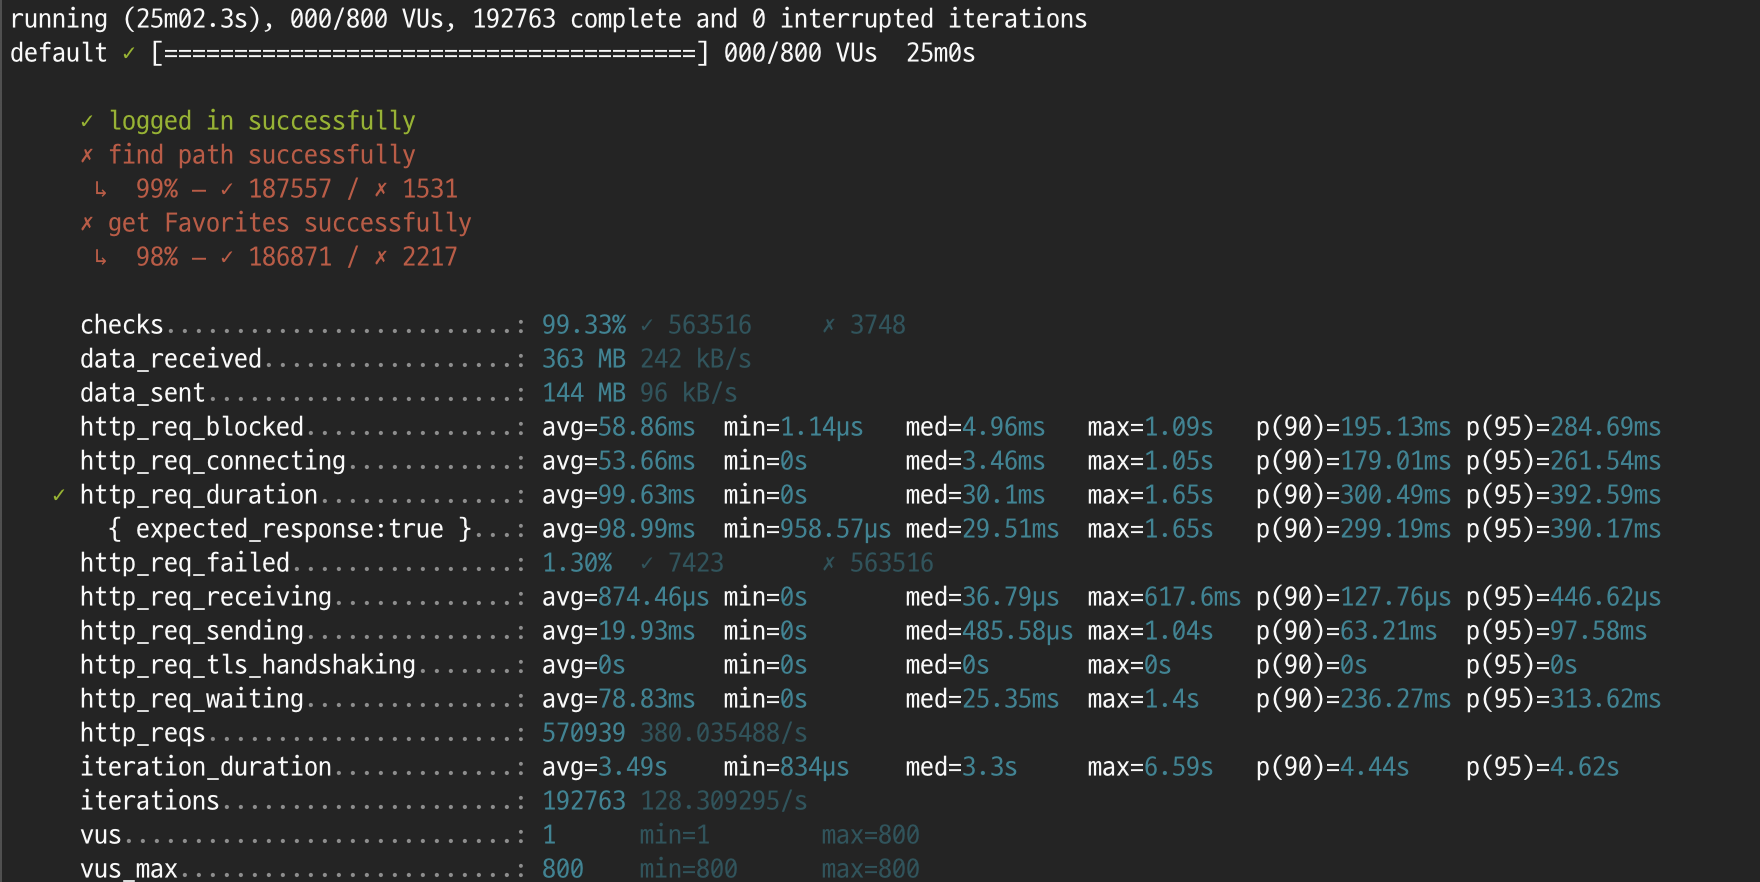 running (25m02.3s), 000/800 VUs, 192763 complete and 0 interrupted iterations
default ✓ [======================================] 000/800 VUs  25m0s
✓ logged in successfully
✗ find path successfully
↳  99% — ✓ 187557 / ✗ 1531
✗ get Favorites successfully
↳  98% — ✓ 186871 / ✗ 2217
checks.........................: 99.33% ✓ 563516     ✗ 3748
data_received..................: 363 MB 242 kB/s
data_sent......................: 144 MB 96 kB/s
http_req_blocked...............: avg=58.86ms  min=1.14µs   med=4.96ms   max=1.09s   p(90)=195.13ms p(95)=284.69ms
http_req_connecting............: avg=53.66ms  min=0s       med=3.46ms   max=1.05s   p(90)=179.01ms p(95)=261.54ms
✓ http_req_duration..............: avg=99.63ms  min=0s       med=30.1ms   max=1.65s   p(90)=300.49ms p(95)=392.59ms
{ expected_response:true }...: avg=98.99ms  min=958.57µs med=29.51ms  max=1.65s   p(90)=299.19ms p(95)=390.17ms
http_req_failed................: 1.30%  ✓ 7423       ✗ 563516
http_req_receiving.............: avg=874.46µs min=0s       med=36.79µs  max=617.6ms p(90)=127.76µs p(95)=446.62µs
http_req_sending...............: avg=19.93ms  min=0s       med=485.58µs max=1.04s   p(90)=63.21ms  p(95)=97.58ms
http_req_tls_handshaking.......: avg=0s       min=0s       med=0s       max=0s      p(90)=0s       p(95)=0s
http_req_waiting...............: avg=78.83ms  min=0s       med=25.35ms  max=1.4s    p(90)=236.27ms p(95)=313.62ms
http_reqs......................: 570939 380.035488/s
iteration_duration.............: avg=3.49s    min=834µs    med=3.3s     max=6.59s   p(90)=4.44s    p(95)=4.62s
iterations.....................: 192763 128.309295/s
vus............................: 1      min=1        max=800
vus_max........................: 800    min=800      max=800